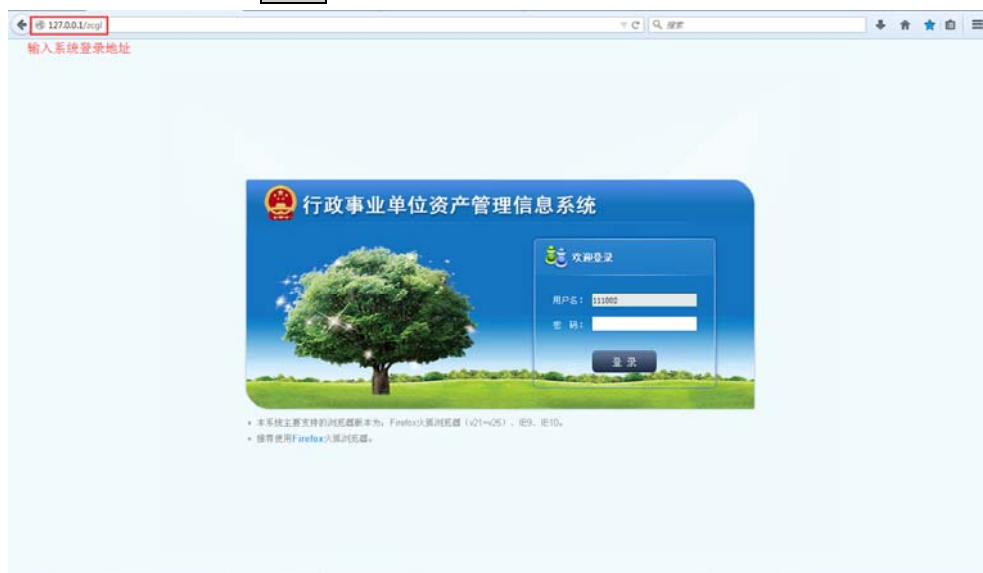 127.0.0.1/zcgl
搜索
输入系统登录地址
行政事业单位资产管理信息系统
欢迎登录
用户名：111002
密 码：
登 录
本系统主要支持的浏览器版本为：Firefox火狐浏览器（v21~v26）、IE9、IE10。
推荐使用Firefox火狐浏览器。